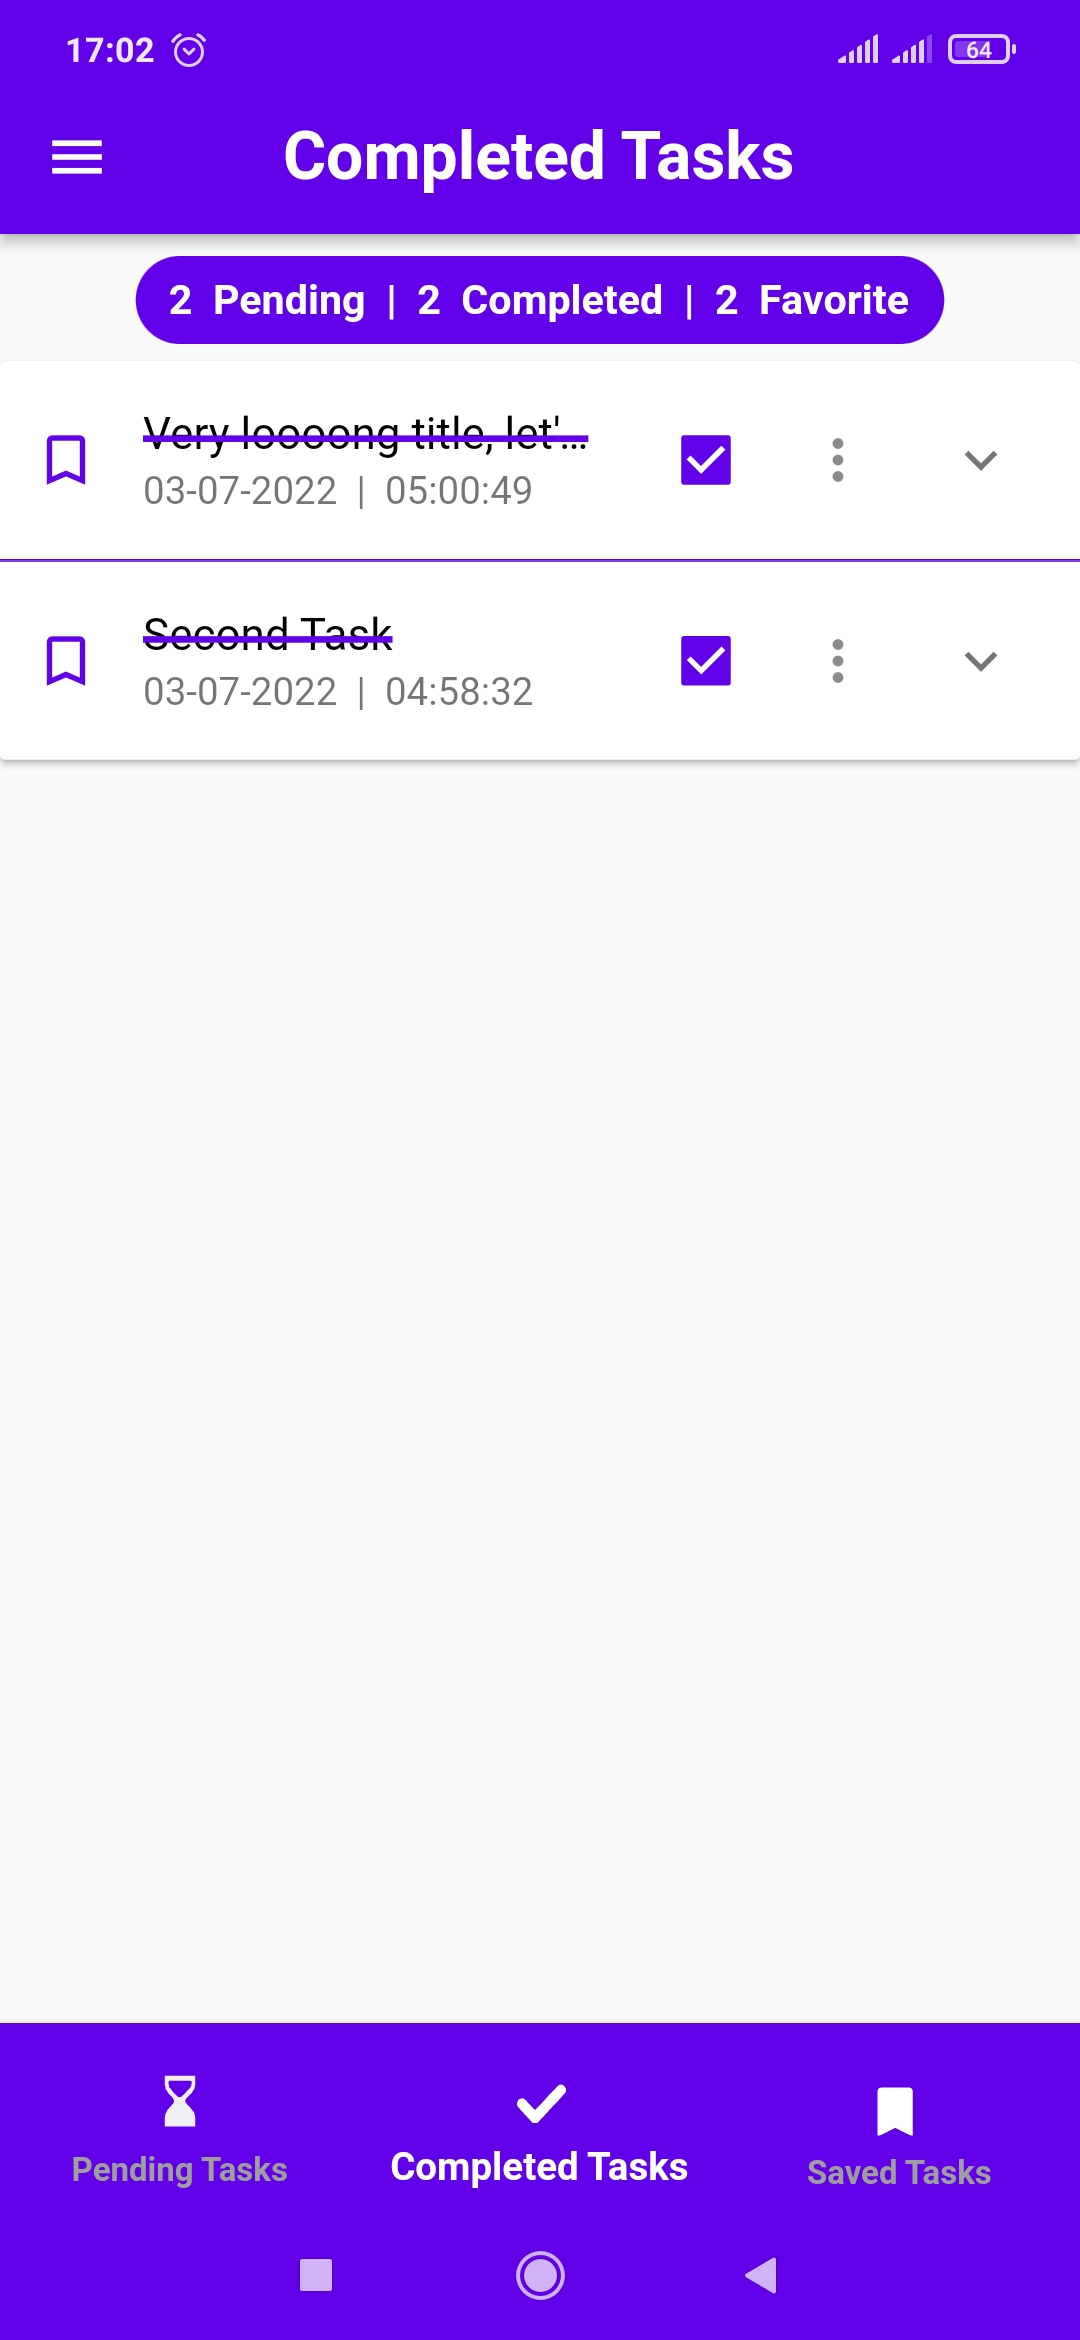 17:02 64
Completed Tasks
2 Pending | 2 Completed | 2 Favorite
Very loooong title, let'...
03-07-2022 | 05:00:49
Second Task
03-07-2022 | 04:58:32
Pending Tasks Completed Tasks Saved Tasks